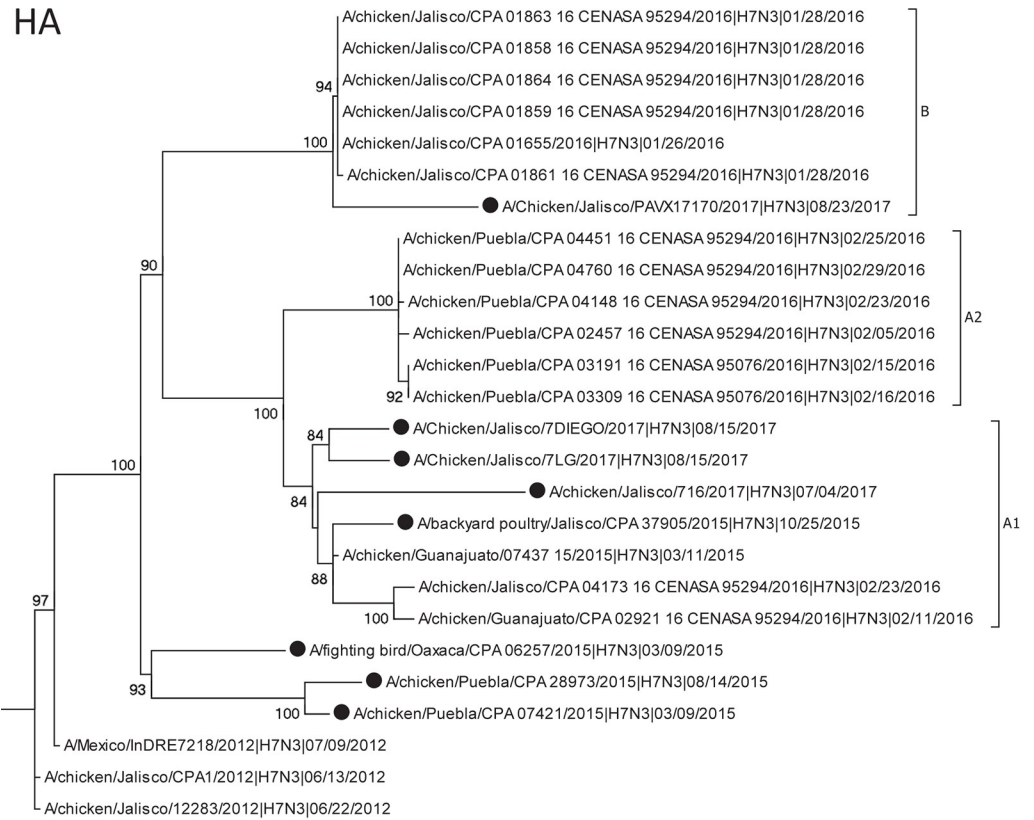 HA
A/chicken/Jalisco/CPA 01863 16 CENASA 95294/2016|H7N3|01/28/2016
A/chicken/Jalisco/CPA 01858 16 CENASA 95294/2016|H7N3|01/28/2016
94
A/chicken/Jalisco/CPA 01864 16 CENASA 95294/2016|H7N3|01/28/2016
A/chicken/Jalisco/CPA 01859 16 CENASA 95294/2016|H7N3|01/28/2016
B
100
A/chicken/Jalisco/CPA 01655/2016|H7N3|01/26/2016
A/chicken/Jalisco/CPA 01861 16 CENASA 95294/2016|H7N3|01/28/2016
A/Chicken/Jalisco/PAVX17170/2017|H7N3|08/23/2017
A/chicken/Puebla/CPA 04451 16 CENASA 95294/2016|H7N3|02/25/2016
90
A/chicken/Puebla/CPA 04760 16 CENASA 95294/2016|H7N3|02/29/2016
100
A/chicken/Puebla/CPA 04148 16 CENASA 95294/2016|H7N3|02/23/2016
A2
A/chicken/Puebla/CPA 02457 16 CENASA 95294/2016|H7N3|02/05/2016
A/chicken/Puebla/CPA 03191 16 CENASA 95076/2016|H7N3|02/15/2016
92
A/chicken/Puebla/CPA 03309 16 CENASA 95076/2016|H7N3|02/16/2016
100
84
A/Chicken/Jalisco/7DIEGO/2017|H7N3|08/15/2017
100
A/Chicken/Jalisco/7LG/2017|H7N3|08/15/2017
84
A/chicken/Jalisco/716/2017|H7N3|07/04/2017
A/backyard poultry/Jalisco/CPA 37905/2015|H7N3|10/25/2015
A1
A/chicken/Guanajuato/07437 15/2015|H7N3|03/11/2015
88
A/chicken/Jalisco/CPA 04173 16 CENASA 95294/2016|H7N3|02/23/2016
97
100
A/chicken/Guanajuato/CPA 02921 16 CENASA 95294/2016|H7N3|02/11/2016
A/fighting bird/Oaxaca/CPA 06257/2015|H7N3|03/09/2015
93
A/chicken/Puebla/CPA 28973/2015|H7N3|08/14/2015
100
A/chicken/Puebla/CPA 07421/2015|H7N3|03/09/2015
A/Mexico/InDRE7218/2012|H7N3|07/09/2012
A/chicken/Jalisco/CPA1/2012|H7N3|06/13/2012
A/chicken/Jalisco/12283/2012|H7N3|06/22/2012